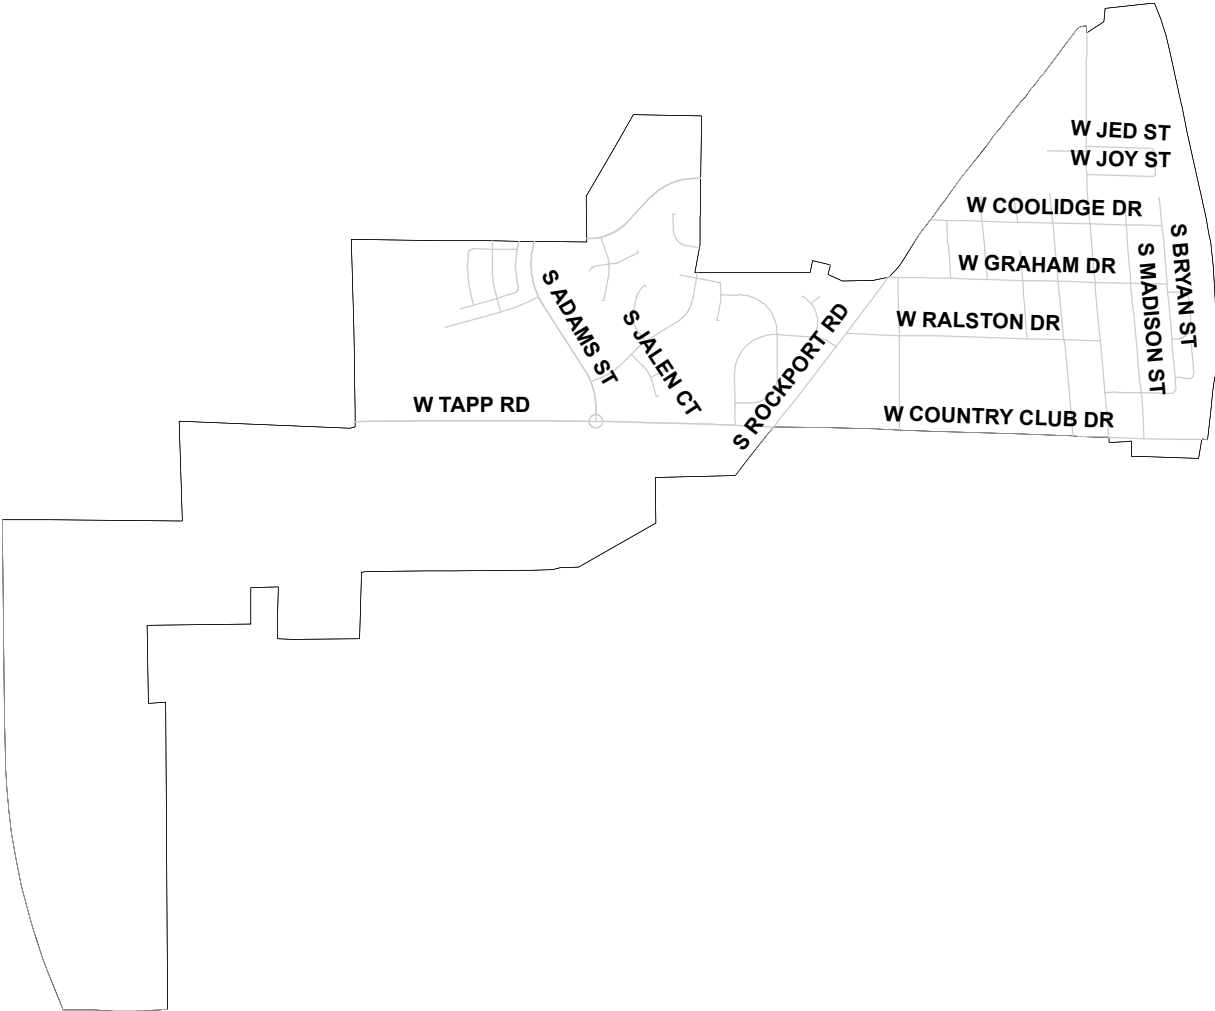 W JED ST
W JOY ST
W COOLIDGE DR
S BRYAN ST
S MADISON ST
W GRAHAM DR
S ADAMS ST
S JALEN CT
S ROCKPORT RD
W RALSTON DR
W TAPP RD
W COUNTRY CLUB DR